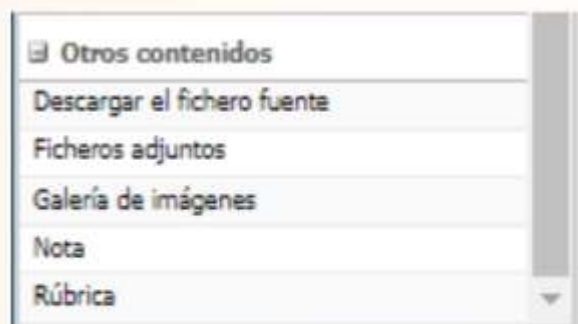 Otros contenidos
Descargar el fichero fuente
Ficheros adjuntos
Galería de imágenes
Nota
Rúbrica